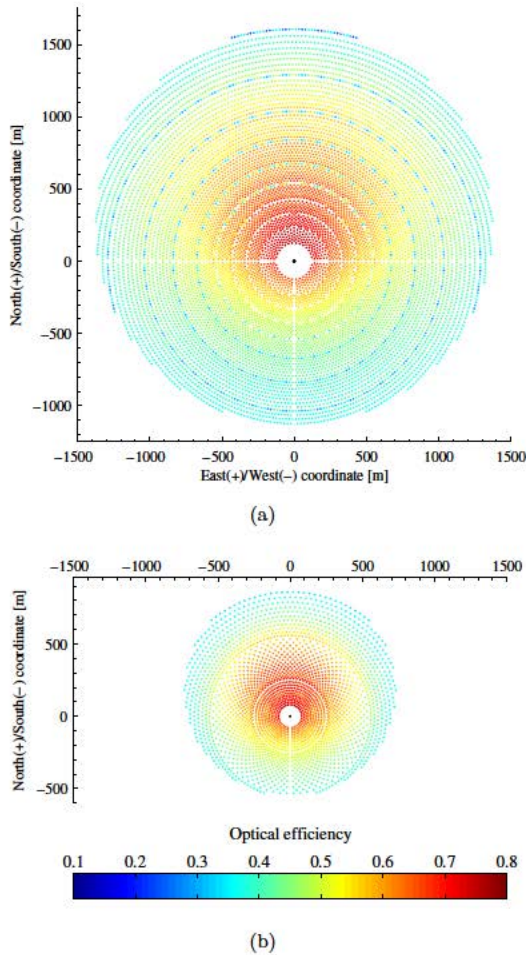 1500
1000
500
0
−500
−1000
North(+)/South(−) coordinate [m]
−1500 −1000 −500 0 500 1000 1500
East(+)/West(−) coordinate [m]
(a)
−1500 −1000 −500 0 500 1000 1500
500
0
−500
North(+)/South(−) coordinate [m]
Optical efficiency
0.1 0.2 0.3 0.4 0.5 0.6 0.7 0.8
(b)